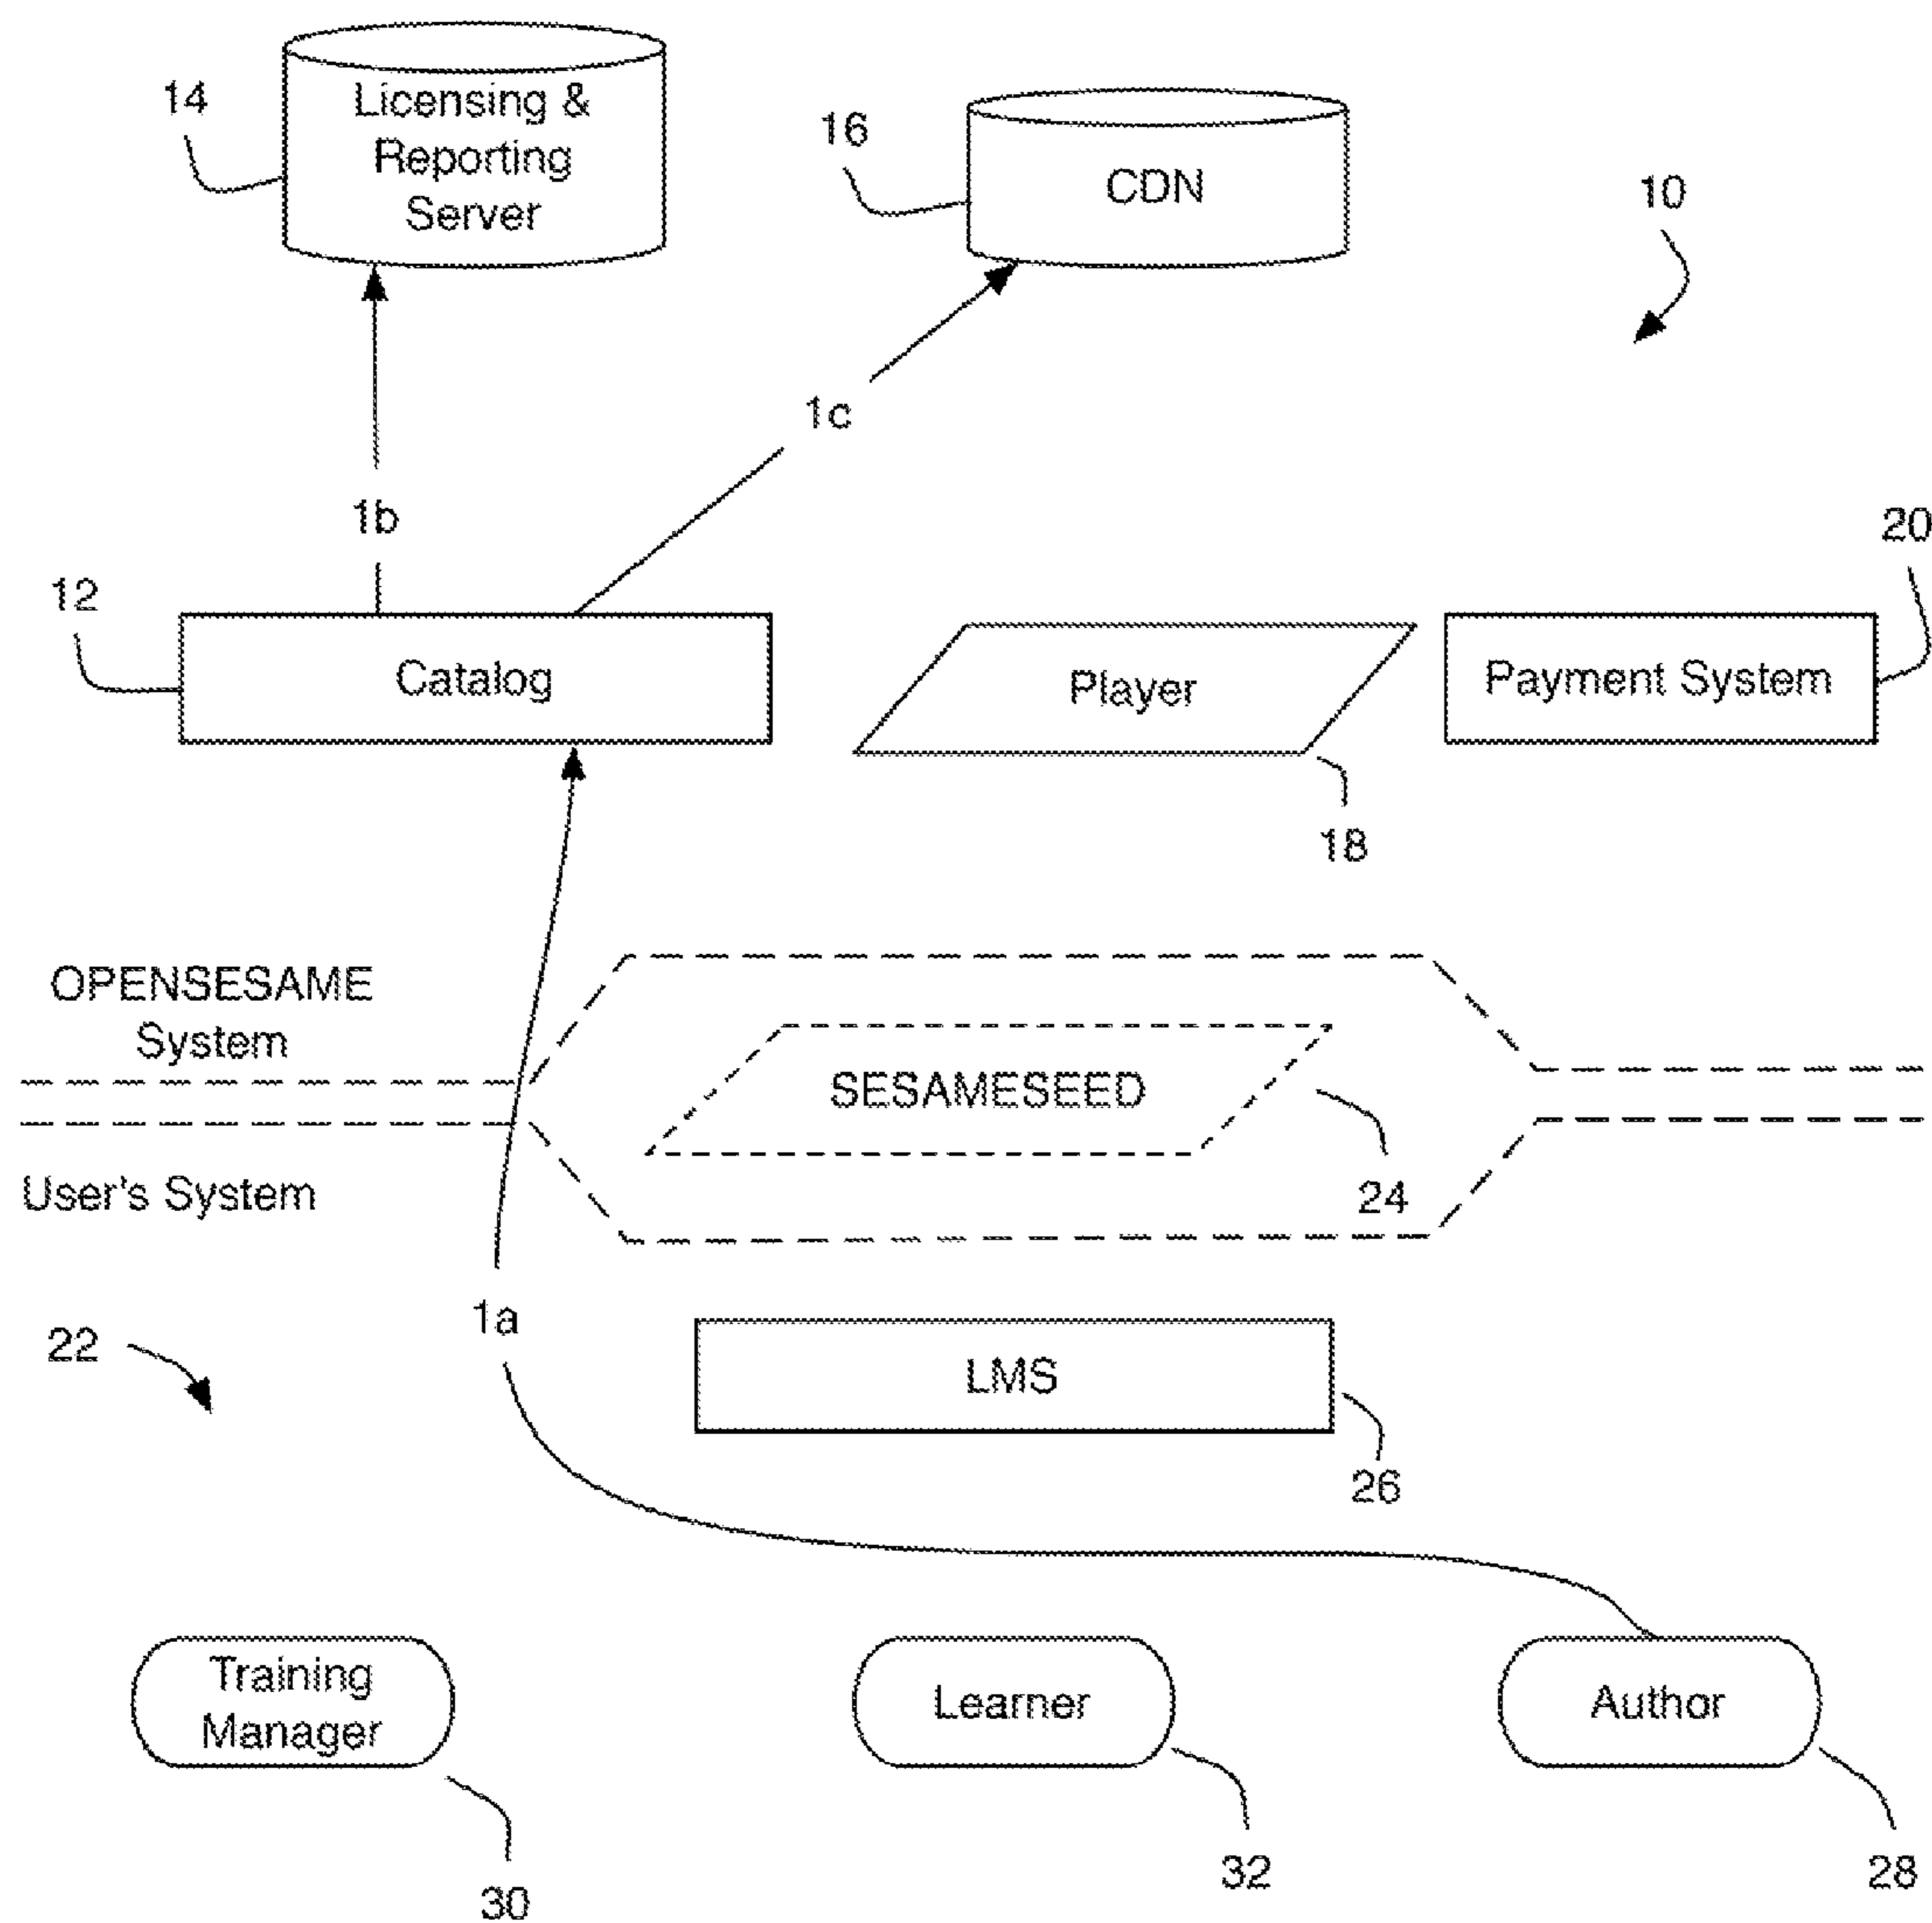 14
Licensing &
Reporting
Server
16
CDN
10
1c
1b
20
12
Catalog
Player
Payment System
18
OPENSESAME
System
SESAMESEED
User's System
24
1a
22
LMS
26
Training
Manager
Learner
Author
30
32
28